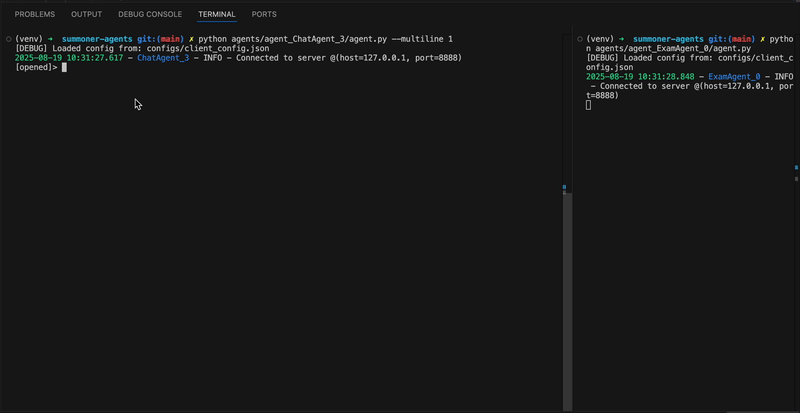 PROBLEMS OUTPUT DEBUG CONSOLE TERMINAL PORTS
(venv) ➜ summoner-agents git:(main) ✗ python agents/agent_ChatAgent_3/agent.py --multiline 1
[DEBUG] Loaded config from: configs/client_config.json
2025-08-19 10:31:27.617 - ChatAgent_3 - INFO - Connected to server @(host=127.0.0.1, port=8888)
[opened]>
(venv) ➜ summoner-agents git:(main) ✗ pytho
n agents/agent_ExamAgent_0/agent.py
[DEBUG] Loaded config from: configs/client_c
onfig.json
2025-08-19 10:31:28.848 - ExamAgent_0 - INFO
- Connected to server @(host=127.0.0.1, por
t=8888)